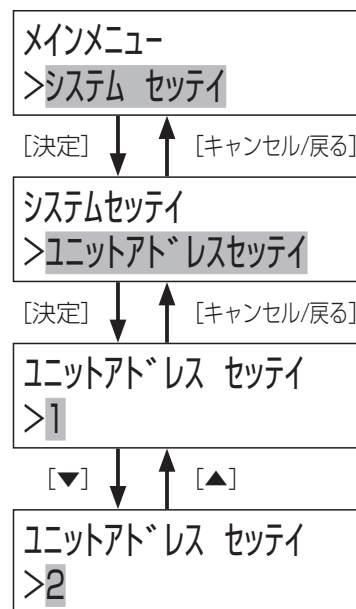 メインメニュー
>システム セッテイ
[決定] [キャンセル/戻る]
システムセッテイ
>ユニットアドレスセッテイ
[決定] [キャンセル/戻る]
ユニットアドレス セッテイ
>1
[▼] [▲]
ユニットアドレス セッテイ
>2